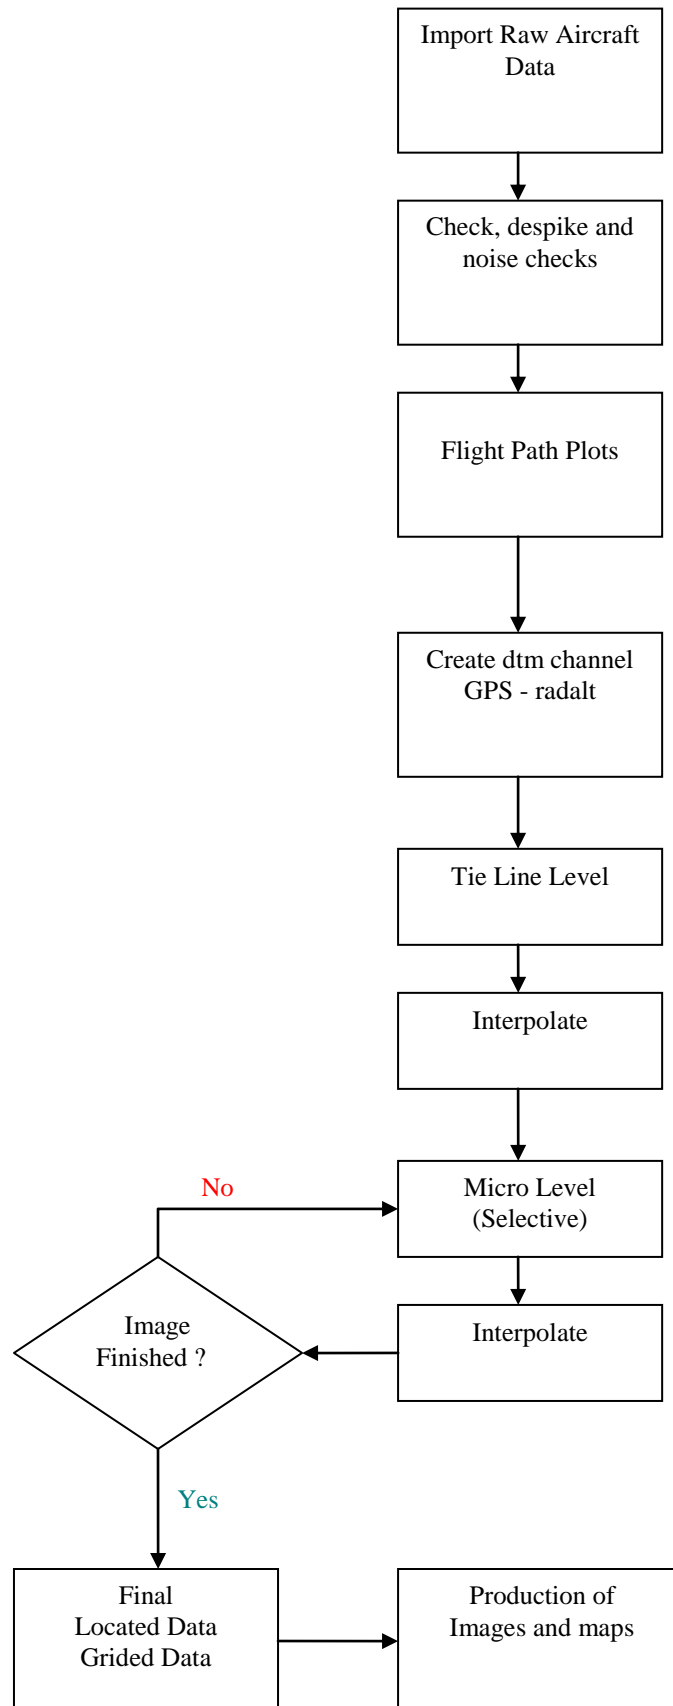 Import Raw Aircraft
Data
Check, despike and
noise checks
Flight Path Plots
Create dtm channel
GPS - radalt
Tie Line Level
Interpolate
No
Micro Level
(Selective)
Image
Finished ?
Interpolate
Yes
Final
Located Data
Grided Data
Production of
Images and maps